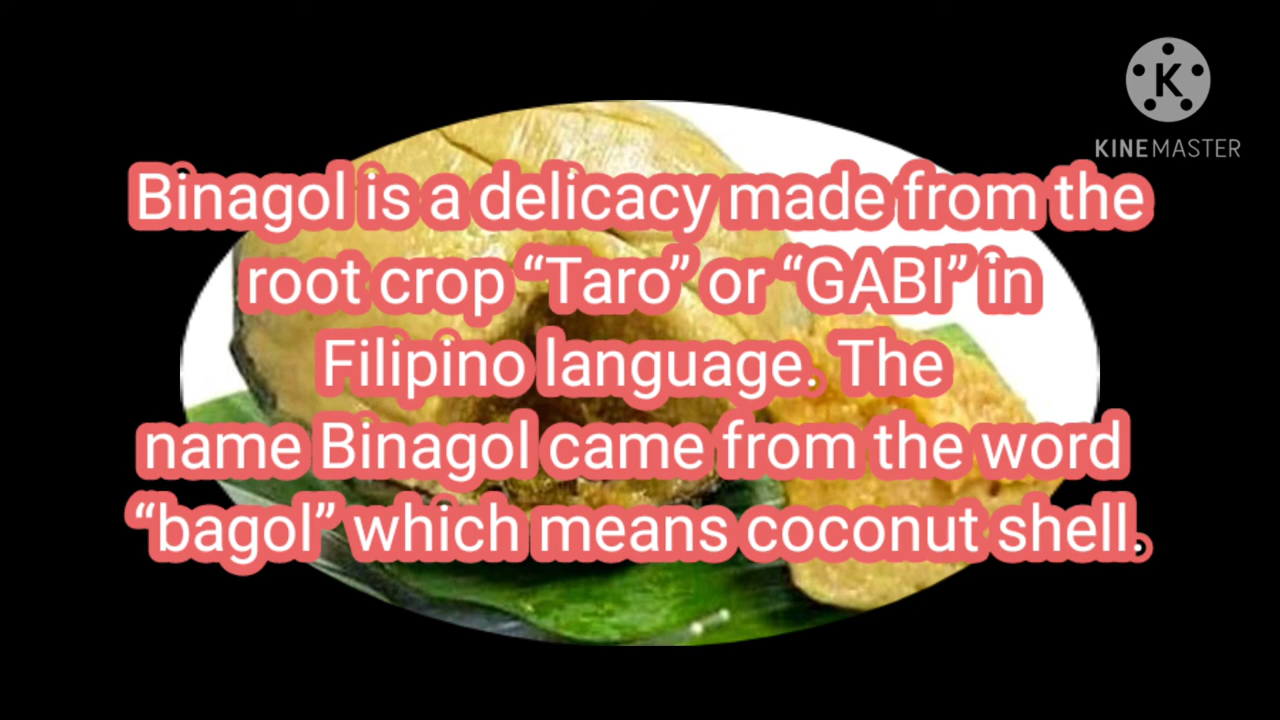 K
KINEMASTER
Binagol is a delicacy made from the
root crop “Taro” or “GABI” in
Filipino language. The
name Binagol came from the word
“bagol” which means coconut shell.